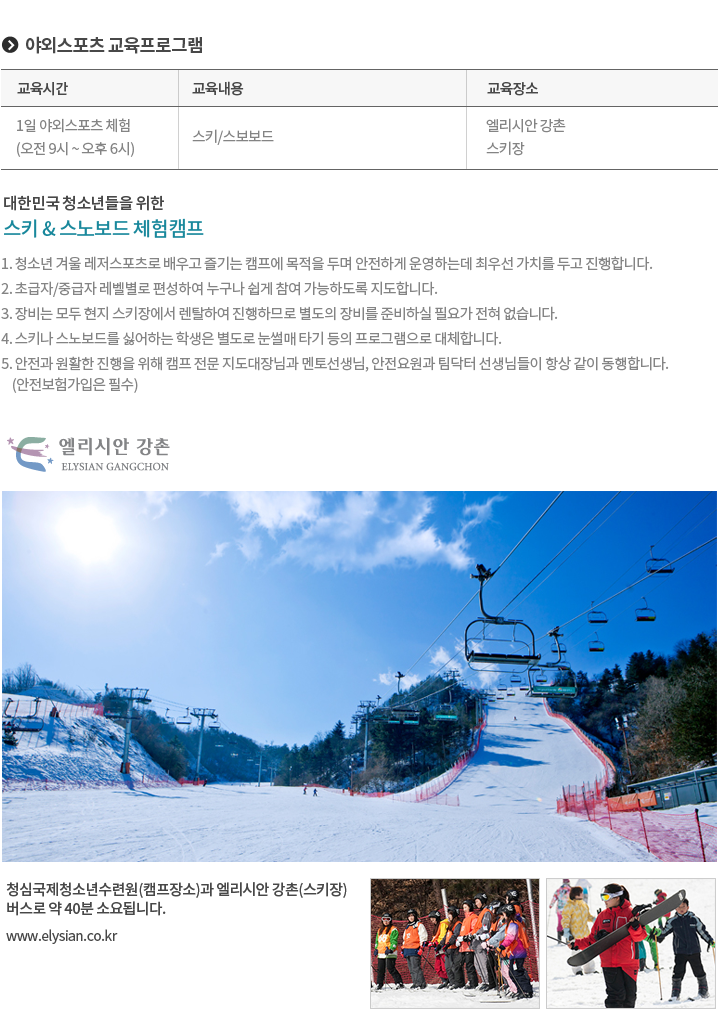 야외스포츠 교육프로그램
교육시간 교육내용 교육장소
1일 야외스포츠 체험
(오전 9시 ~ 오후 6시)
스키/스보보드
엘리시안 강촌
스키장
대한민국 청소년들을 위한
스키 & 스노보드 체험캠프
1. 청소년 겨울 레저스포츠로 배우고 즐기는 캠프에 목적을 두며 안전하게 운영하는데 최우선 가치를 두고 진행합니다.
2. 초급자/중급자 레벨별로 편성하여 누구나 쉽게 참여 가능하도록 지도합니다.
3. 장비는 모두 현지 스키장에서 렌탈하여 진행하므로 별도의 장비를 준비하실 필요가 전혀 없습니다.
4. 스키나 스노보드를 싫어하는 학생은 별도로 눈썰매 타기 등의 프로그램으로 대체합니다.
5. 안전과 원활한 진행을 위해 캠프 전문 지도대장님과 멘토선생님, 안전요원과 팀닥터 선생님들이 항상 같이 동행합니다.
(안전보험가입은 필수)
엘리시안 강촌
ELYSIAN GANGCHON
청심국제청소년수련원(캠프장소)과 엘리시안 강촌(스키장)
버스로 약 40분 소요됩니다.
www.elysian.co.kr